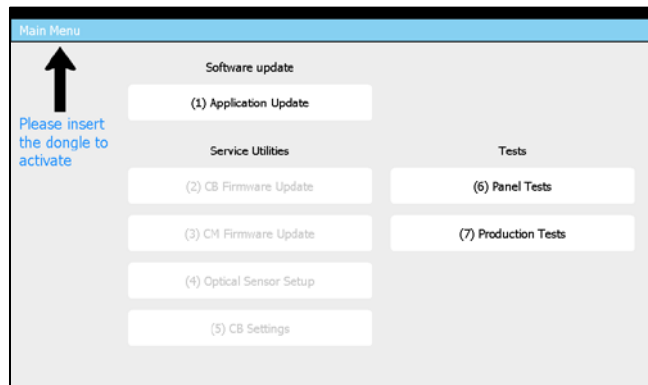 Main Menu
Please insert
the dongle to
activate
Software update
(1) Application Update
Service Utilities
(2) CB Firmware Update
(3) CM Firmware Update
(4) Optical Sensor Setup
(5) CB Settings
Tests
(6) Panel Tests
(7) Production Tests